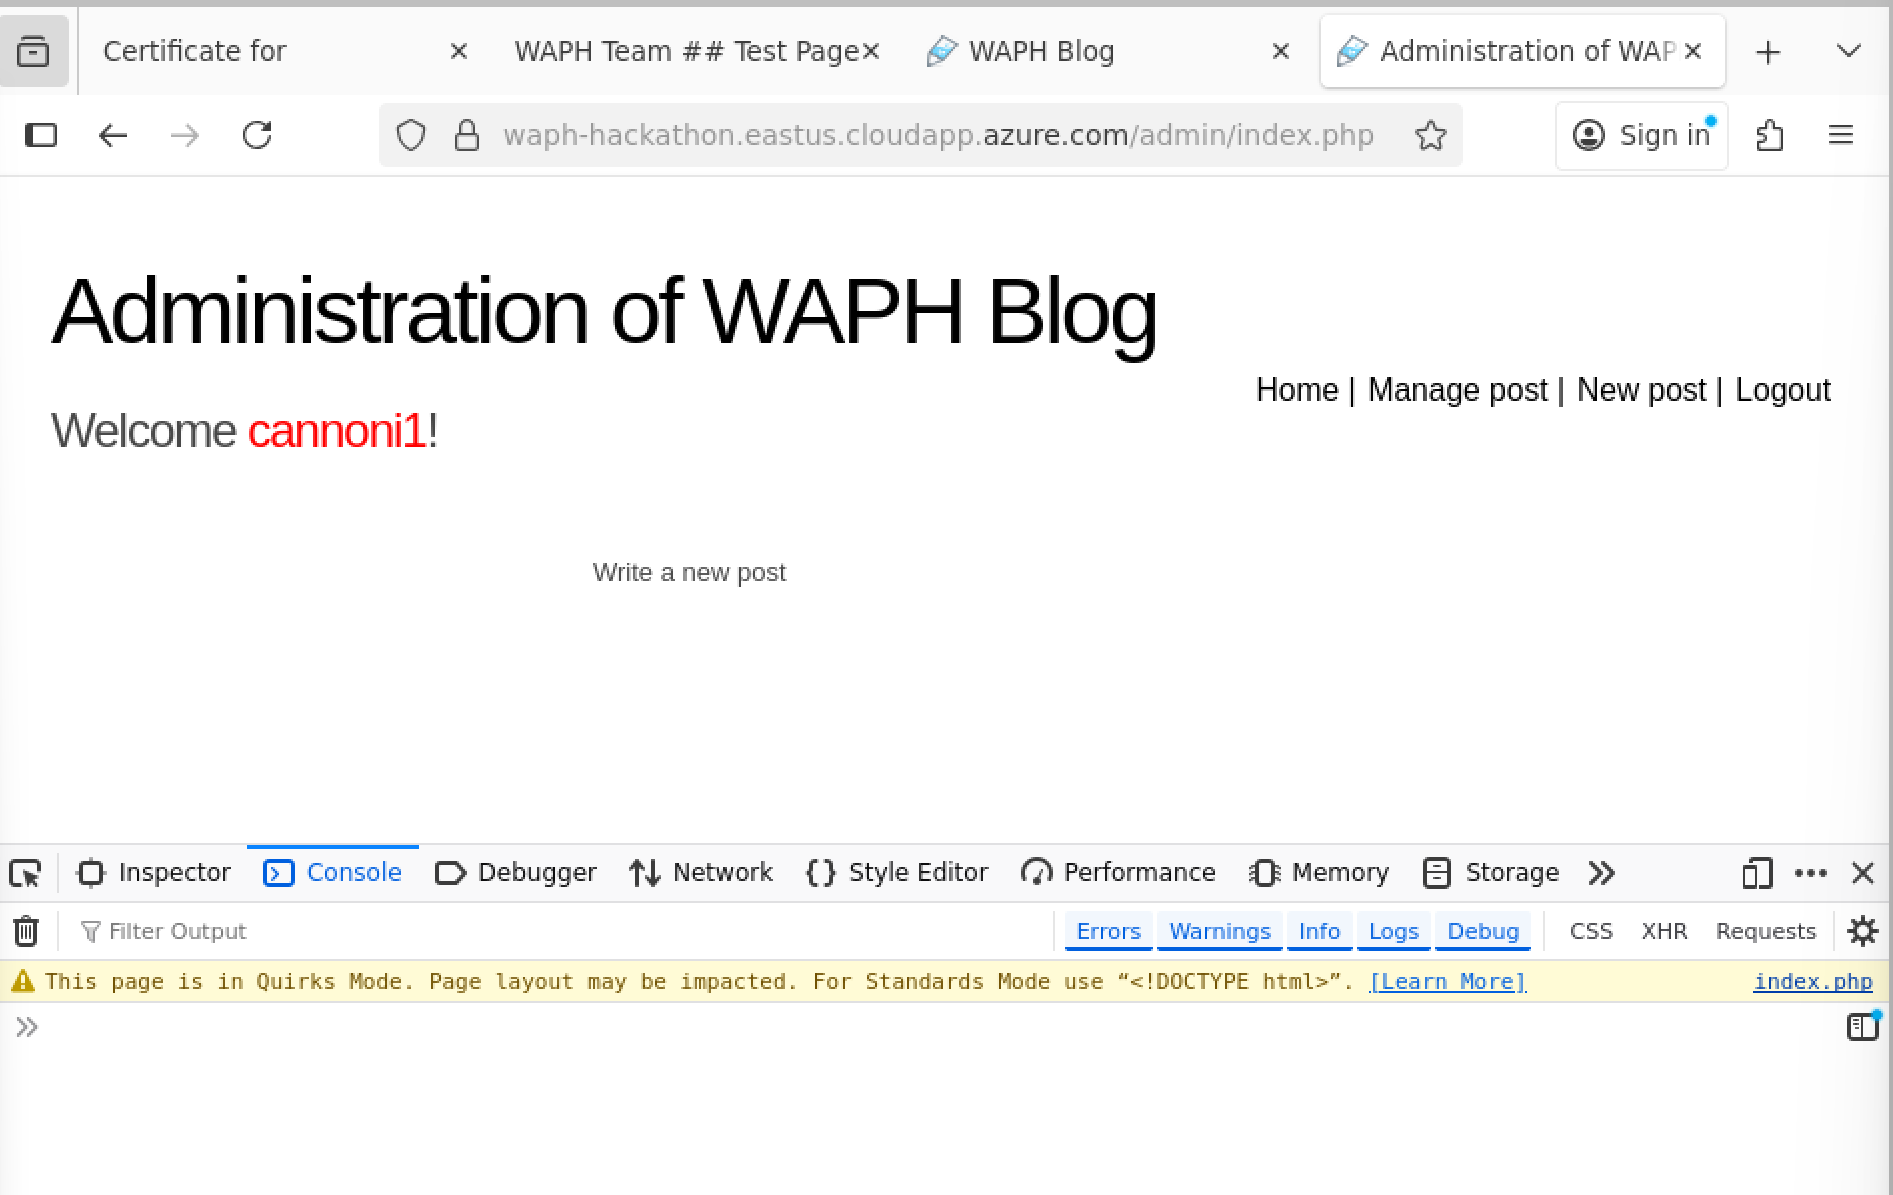 Certificate for
WAPH Team ## Test Page
WAPH Blog
Administration of WAP
waph-hackathon.eastus.cloudapp.azure.com/admin/index.php
Sign in
Administration of WAPH Blog
Home | Manage post | New post | Logout
Welcome cannoni1!
Write a new post
Inspector Console Debugger Network Style Editor Performance Memory Storage
Filter Output Errors Warnings Info Logs Debug CSS XHR Requests
This page is in Quirks Mode. Page layout may be impacted. For Standards Mode use “<!DOCTYPE html>”. [Learn More] index.php